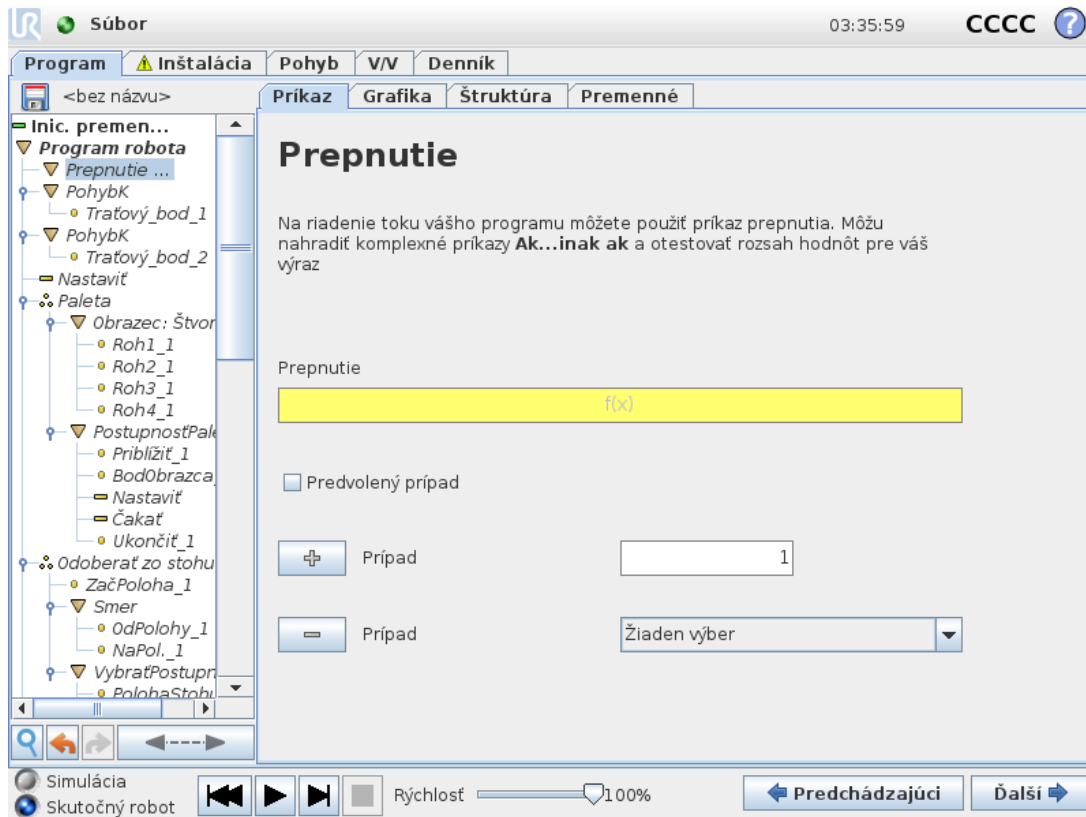 Súbor
03:35:59
CCCC
?
Program
Inštalácia
Pohyb
V/V
Denník
<bez názvu>
Príkaz
Grafika
Štruktúra
Premenné
Inic. premen...
Program robota
Prepnutie ...
PohybK
Traťový_bod_1
PohybK
Traťový_bod_2
Nastaviť
Paleta
Obrazec: Štvor
Roh1_1
Roh2_1
Roh3_1
Roh4_1
PostupnosťPale
Priblížiť_1
BodObrazca_
Nastaviť
Čakať
Ukončiť_1
Odoberať zo stohu
ZačPoloha_1
Smer
OdPolohy_1
NaPol._1
VybraťPostupn
PolohaStohu
Prepnutie
Na riadenie toku vášho programu môžete použiť príkaz prepnutia. Môžu
nahradiť komplexné príkazy Ak...inak ak a otestovať rozsah hodnôt pre váš
výraz
Prepnutie
f(x)
Predvolený prípad
Prípad
1
Prípad
Žiaden výber
Simulácia
Skutočný robot
Rýchlosť
100%
Predchádzajúci
Ďalší